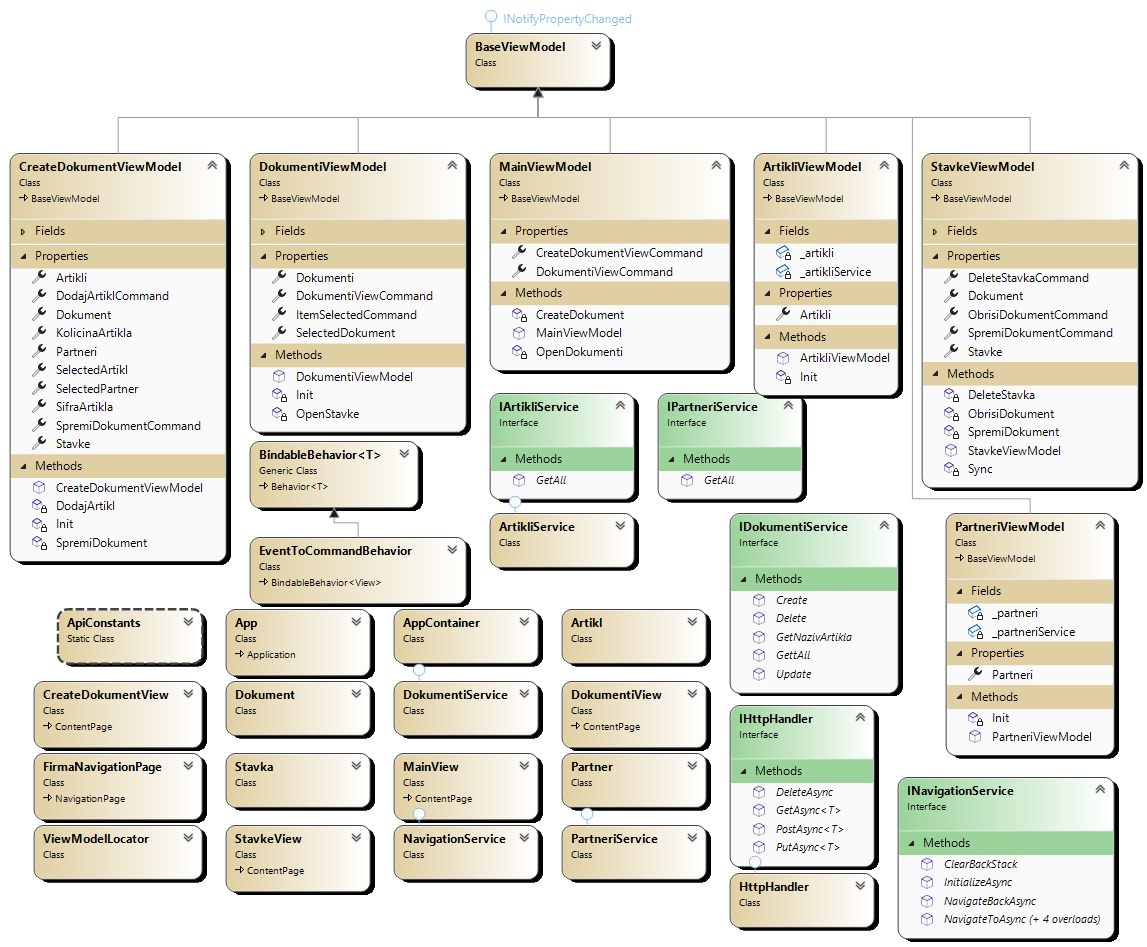 INotifyPropertyChanged
BaseViewModel
Class
CreateDokumentViewModel
Class
BaseViewModel
Fields
Properties
Artikli
DodajArtiklCommand
Dokument
KolicinaArtikla
Partneri
SelectedArtikl
SelectedPartner
SifraArtikla
SpremiDokumentCommand
Stavke
Methods
CreateDokumentViewModel
DodajArtikl
Init
SpremiDokument
DokumentiViewModel
Class
BaseViewModel
Fields
Properties
Dokumenti
DokumentiViewCommand
ItemSelectedCommand
SelectedDokument
Methods
DokumentiViewModel
Init
OpenStavke
MainViewModel
Class
BaseViewModel
Properties
CreateDokumentViewCommand
DokumentiViewCommand
Methods
CreateDokument
MainViewModel
OpenDokumenti
ArtikliViewModel
Class
BaseViewModel
Fields
_artikli
_artikliService
Properties
Artikli
Methods
ArtikliViewModel
Init
StavkeViewModel
Class
BaseViewModel
Fields
Properties
DeleteStavkaCommand
Dokument
ObrisiDokumentCommand
SpremiDokumentCommand
Stavke
Methods
DeleteStavka
ObrisiDokument
SpremiDokument
StavkeViewModel
Sync
IArtikliService
Interface
Methods
GetAll
IPartneriService
Interface
Methods
GetAll
BindableBehavior<T>
Generic Class
Behavior<T>
ArtikliService
Class
EventToCommandBehavior
Class
BindableBehavior<View>
IDokumentiService
Interface
Methods
Create
Delete
GetNazivArtikla
GettAll
Update
PartneriViewModel
Class
BaseViewModel
Fields
_partneri
_partneriService
Properties
Partneri
Methods
Init
PartneriViewModel
ApiConstants
Static Class
App
Class
Application
AppContainer
Class
Artikl
Class
CreateDokumentView
Class
ContentPage
Dokument
Class
DokumentiService
Class
DokumentiView
Class
ContentPage
FirmaNavigationPage
Class
NavigationPage
Stavka
Class
MainView
Class
ContentPage
Partner
Class
ViewModelLocator
Class
StavkeView
Class
ContentPage
NavigationService
Class
PartneriService
Class
IHttpHandler
Interface
Methods
DeleteAsync
GetAsync<T>
PostAsync<T>
PutAsync<T>
HttpHandler
Class
INavigationService
Interface
Methods
ClearBackStack
InitializeAsync
NavigateBackAsync
NavigateToAsync (+ 4 overloads)